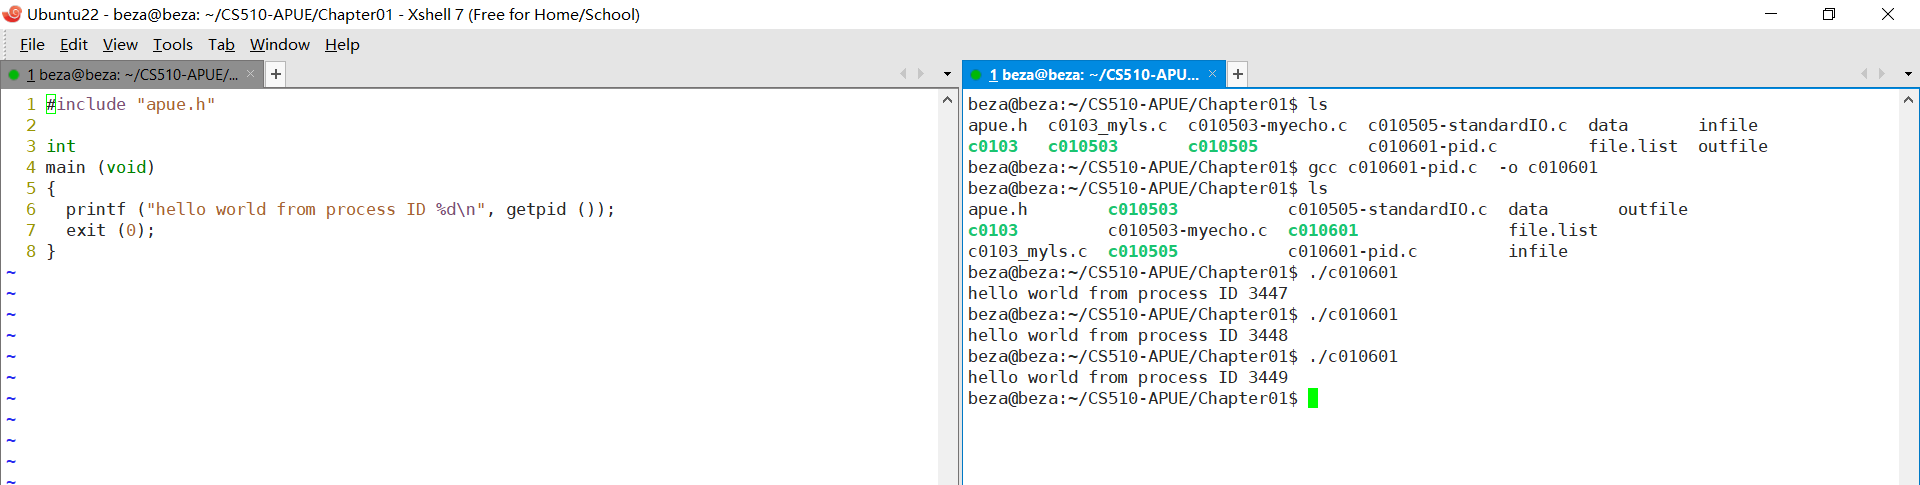 Ubuntu22 - beza@beza: ~/CS510-APUE/Chapter01 - Xshell 7 (Free for Home/School)
File Edit View Tools Tab Window Help
1 beza@beza: ~/CS510-APUE/... × +
1 #include "apue.h"
2
3 int
4 main (void)
5 {
6   printf ("hello world from process ID %d\n", getpid ());
7   exit (0);
8 }
~
~
~
~
~
~
~
~
~
~
~
1 beza@beza: ~/CS510-APU... × +
beza@beza:~/CS510-APUE/Chapter01$ ls
apue.h  c0103_myls.c  c010503-myecho.c  c010505-standardIO.c  data       infile
c0103   c010503       c010505           c010601-pid.c         file.list  outfile
beza@beza:~/CS510-APUE/Chapter01$ gcc c010601-pid.c  -o c010601
beza@beza:~/CS510-APUE/Chapter01$ ls
apue.h        c010503           c010505-standardIO.c  data       outfile
c0103         c010503-myecho.c  c010601               file.list
c0103_myls.c  c010505           c010601-pid.c         infile
beza@beza:~/CS510-APUE/Chapter01$ ./c010601
hello world from process ID 3447
beza@beza:~/CS510-APUE/Chapter01$ ./c010601
hello world from process ID 3448
beza@beza:~/CS510-APUE/Chapter01$ ./c010601
hello world from process ID 3449
beza@beza:~/CS510-APUE/Chapter01$